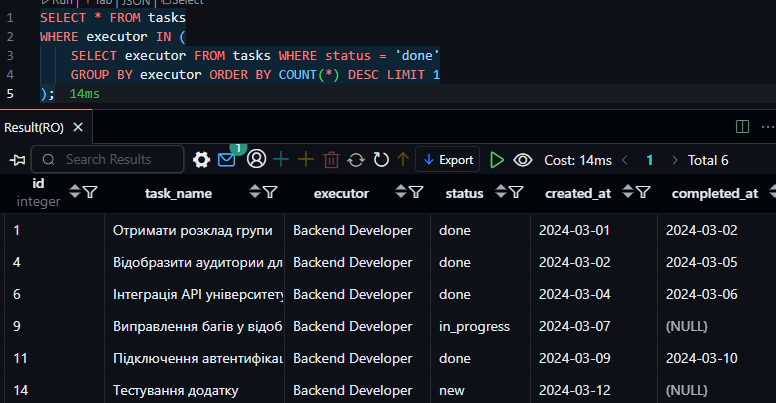 Run | + Tab | JSON | Select
1 SELECT * FROM tasks
2 WHERE executor IN (
3 SELECT executor FROM tasks WHERE status = 'done'
4 GROUP BY executor ORDER BY COUNT(*) DESC LIMIT 1
5 ); 14ms
Result(RO) ×
Search Results 1 Export Cost: 14ms < 1 > Total 6
id task_name executor status created_at completed_at
integer
1 Отримати розклад групи Backend Developer done 2024-03-01 2024-03-02
4 Відобразити аудитории дл Backend Developer done 2024-03-02 2024-03-05
6 Інтеграція API університету Backend Developer done 2024-03-04 2024-03-06
9 Виправлення багів у відоб Backend Developer in_progress 2024-03-07 (NULL)
11 Підключення автентифікац Backend Developer done 2024-03-09 2024-03-10
14 Тестування додатку Backend Developer new 2024-03-12 (NULL)